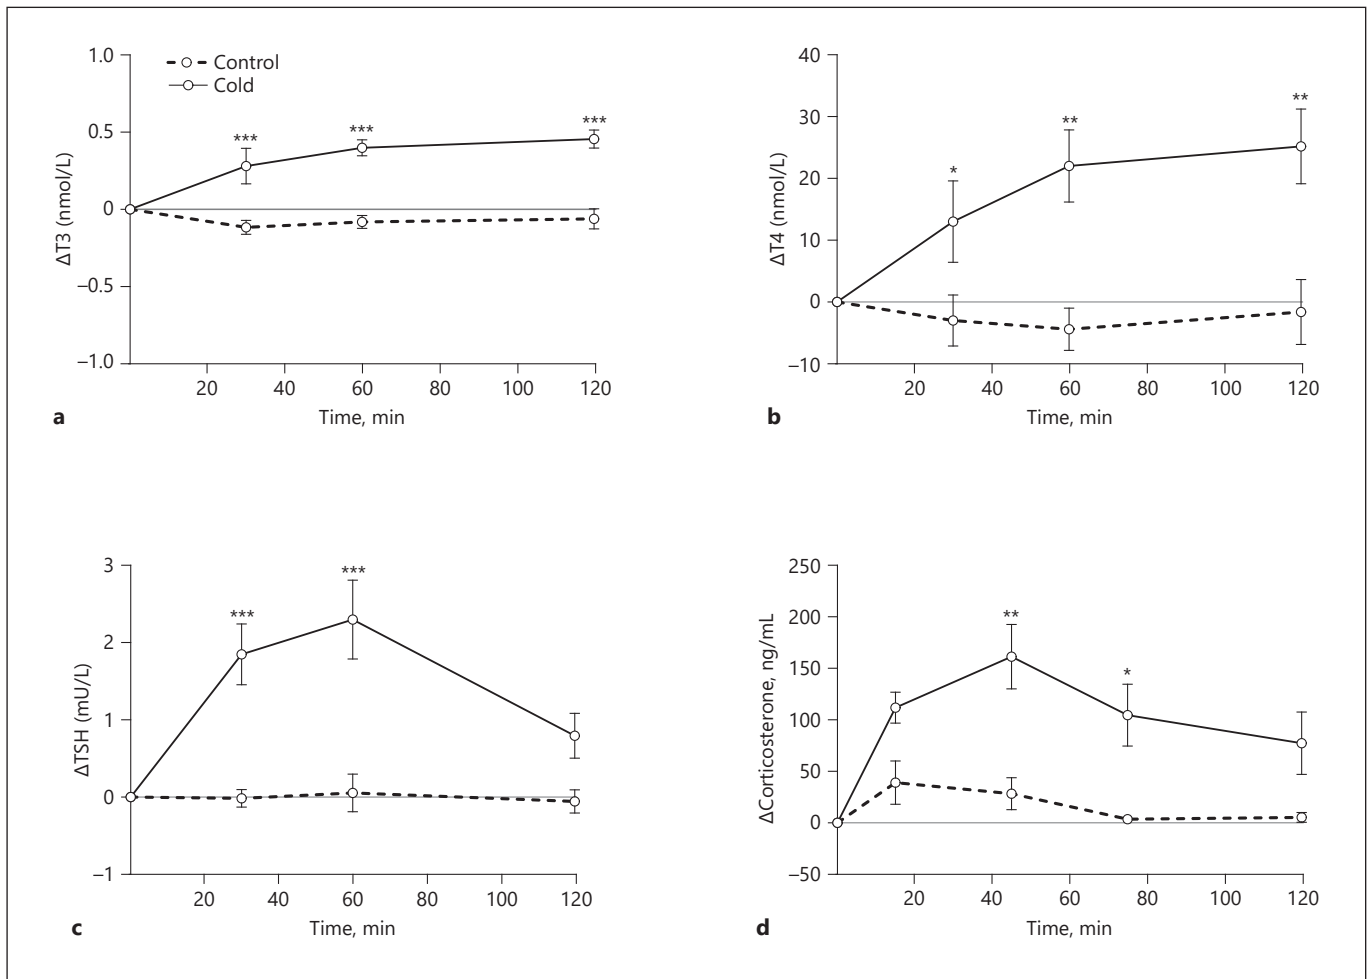 1.0
0.5
0
–0.5
–1.0
ΔT3 (nmol/L)
Control
Cold
***
***
***
20 40 60 80 100 120
Time, min
a
40
30
20
10
0
–10
ΔT4 (nmol/L)
*
**
**
20 40 60 80 100 120
Time, min
b
3
2
1
0
–1
ΔTSH (mU/L)
***
***
20 40 60 80 100 120
Time, min
c
250
200
150
100
50
0
–50
ΔCorticosterone, ng/mL
**
*
20 40 60 80 100 120
Time, min
d